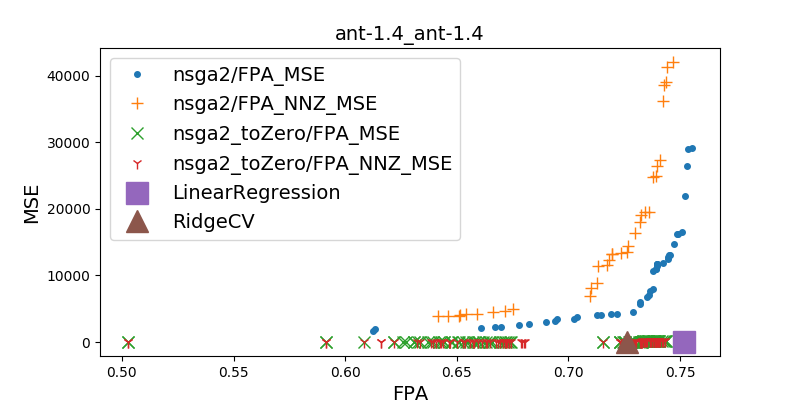 ant-1.4_ant-1.4
MSE
40000
30000
20000
10000
0
nsga2/FPA_MSE
nsga2/FPA_NNZ_MSE
nsga2_toZero/FPA_MSE
nsga2_toZero/FPA_NNZ_MSE
LinearRegression
RidgeCV
0.50 0.55 0.60 0.65 0.70 0.75
FPA